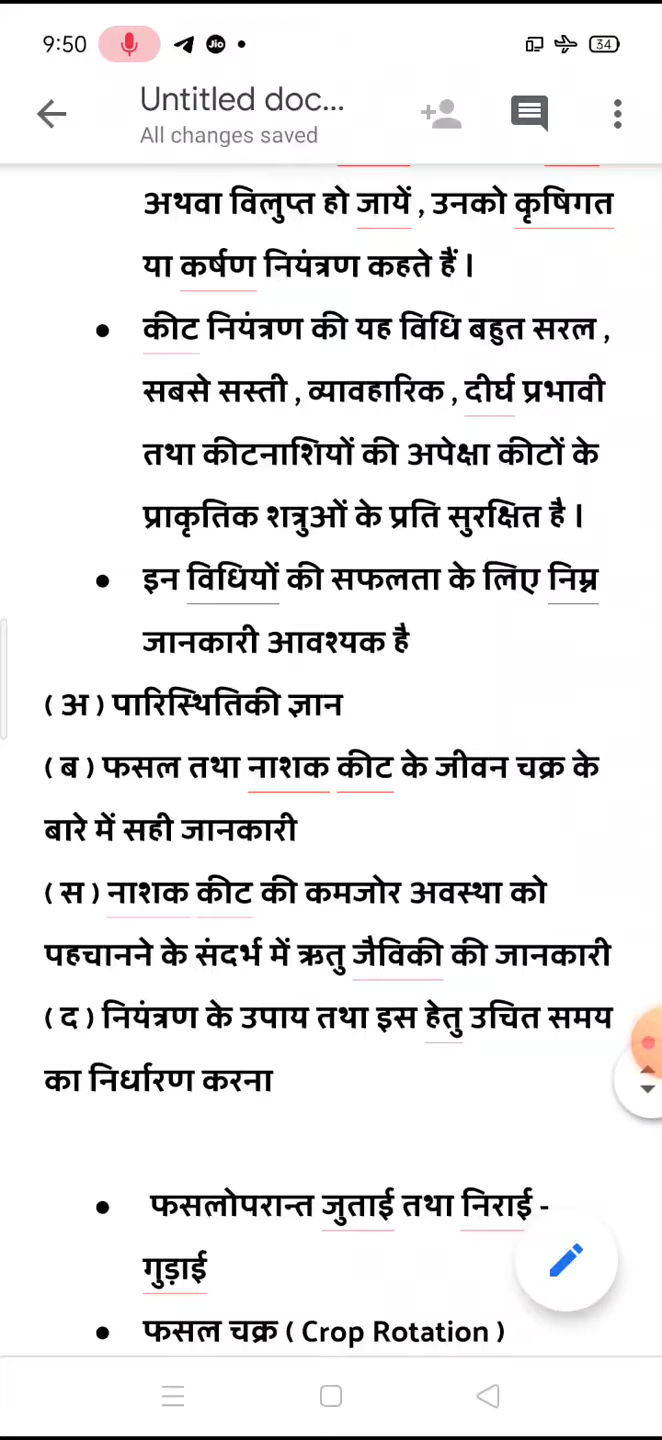 9:50
Jio
34
Untitled doc...
All changes saved
अथवा विलुप्त हो जायें , उनको कृषिगत
या कर्षण नियंत्रण कहते हैं ।
● कीट नियंत्रण की यह विधि बहुत सरल ,
सबसे सस्ती , व्यावहारिक , दीर्घ प्रभावी
तथा कीटनाशियों की अपेक्षा कीटों के
प्राकृतिक शत्रुओं के प्रति सुरक्षित है ।
● इन विधियों की सफलता के लिए निम्न
जानकारी आवश्यक है
( अ ) पारिस्थितिकी ज्ञान
( ब ) फसल तथा नाशक कीट के जीवन चक्र के
बारे में सही जानकारी
( स ) नाशक कीट की कमजोर अवस्था को
पहचानने के संदर्भ में ऋतु जैविकी की जानकारी
( द ) नियंत्रण के उपाय तथा इस हेतु उचित समय
का निर्धारण करना
● फसलोपरान्त जुताई तथा निराई -
गुड़ाई
● फसल चक्र ( Crop Rotation )